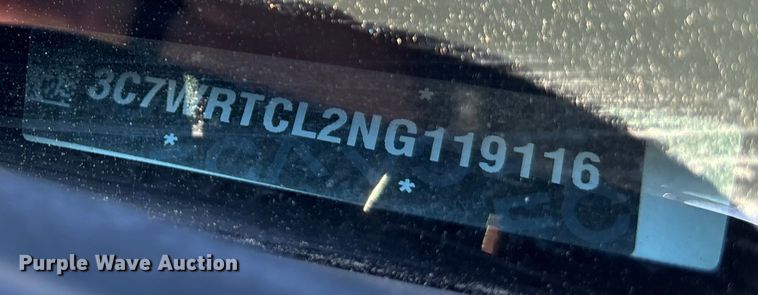 3C7WRTCL2NG119116
* *
*
Purple Wave Auction